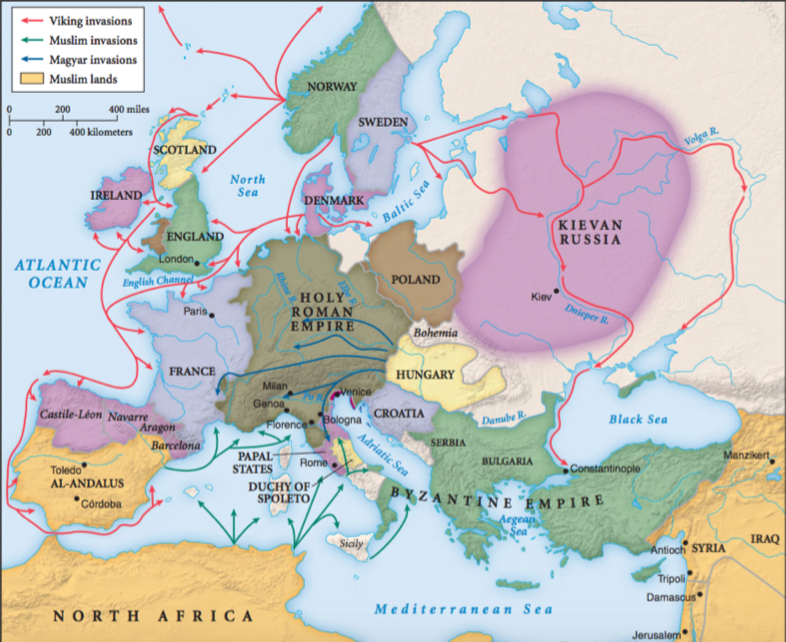 Viking invasions
Muslim invasions
Magyar invasions
Muslim lands
0 200 400 miles
0 200 400 kilometers
NORWAY
SWEDEN
SCOTLAND
North
Sea
IRELAND
DENMARK
Baltic Sea
Volga R.
ENGLAND
London
KIEVAN
RUSSIA
ATLANTIC
OCEAN
English Channel
Rhine R.
Elbe R.
POLAND
Kiev
Dnieper R.
HOLY
ROMAN
EMPIRE
Paris
Bohemia
FRANCE
HUNGARY
Milan
Po R.
Venice
Genoa
Bologna
CROATIA
Florence
Castile-León
Navarre
Aragon
Barcelona
Danube R.
Black Sea
Adriatic Sea
SERBIA
BULGARIA
PAPAL
STATES
Rome
Toledo
AL-ANDALUS
Córdoba
DUCHY OF
SPOLETO
Constantinople
Manzikert
BYZANTINE EMPIRE
Aegean
Sea
Sicily
Antioch
SYRIA
IRAQ
Tripoli
Damascus
NORTH AFRICA
Mediterranean Sea
Jerusalem